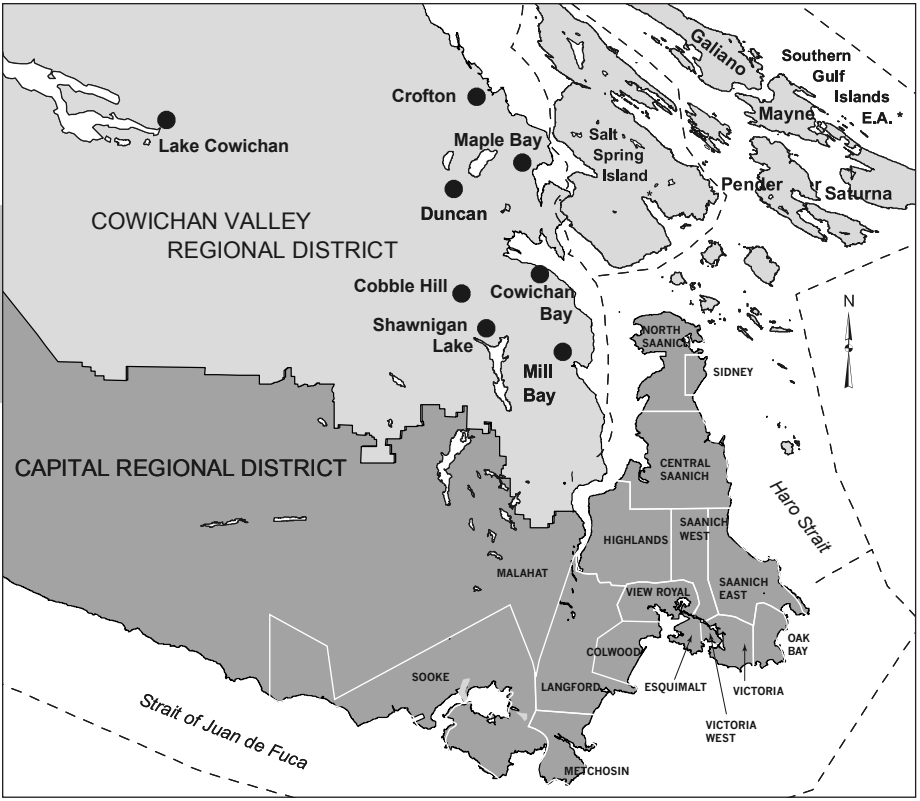 Galiano
Southern
Gulf
Islands
E.A. *
Crofton
Mayne
Lake Cowichan
Maple Bay
Salt
Spring
Island
*
Pender
r
Saturna
Duncan
COWICHAN VALLEY
REGIONAL DISTRICT
Cobble Hill
Cowichan
Bay
N
Shawnigan
Lake
NORTH
SAANICH
Mill
Bay
SIDNEY
CAPITAL REGIONAL DISTRICT
CENTRAL
SAANICH
Haro Strait
SAANICH
WEST
HIGHLANDS
MALAHAT
SAANICH
EAST
VIEW ROYAL
OAK
BAY
COLWOOD
SOOKE
LANGFORD
ESQUIMALT
VICTORIA
Strait of Juan de Fuca
VICTORIA
WEST
METCHOSIN